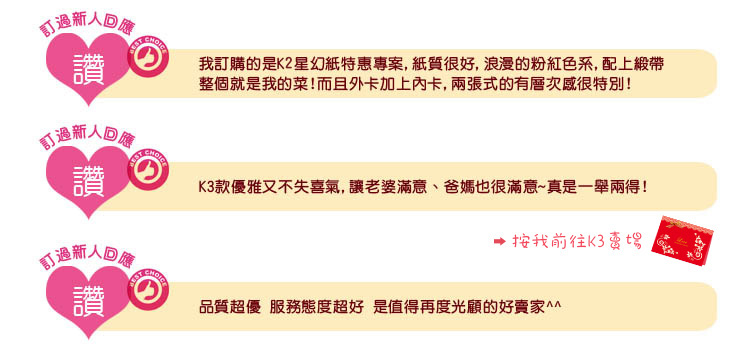 訂過新人回應
讚
BEST CHOICE
我訂購的是K2星幻紙特惠專案,紙質很好,浪漫的粉紅色系,配上緞帶
整個就是我的菜!而且外卡加上內卡,兩張式的有層次感很特別!
訂過新人回應
讚
BEST CHOICE
K3款優雅又不失喜氣,讓老婆滿意、爸媽也很滿意~真是一舉兩得!
➡ 按我前往K3賣場
訂過新人回應
讚
BEST CHOICE
品質超優 服務態度超好 是值得再度光顧的好賣家^^